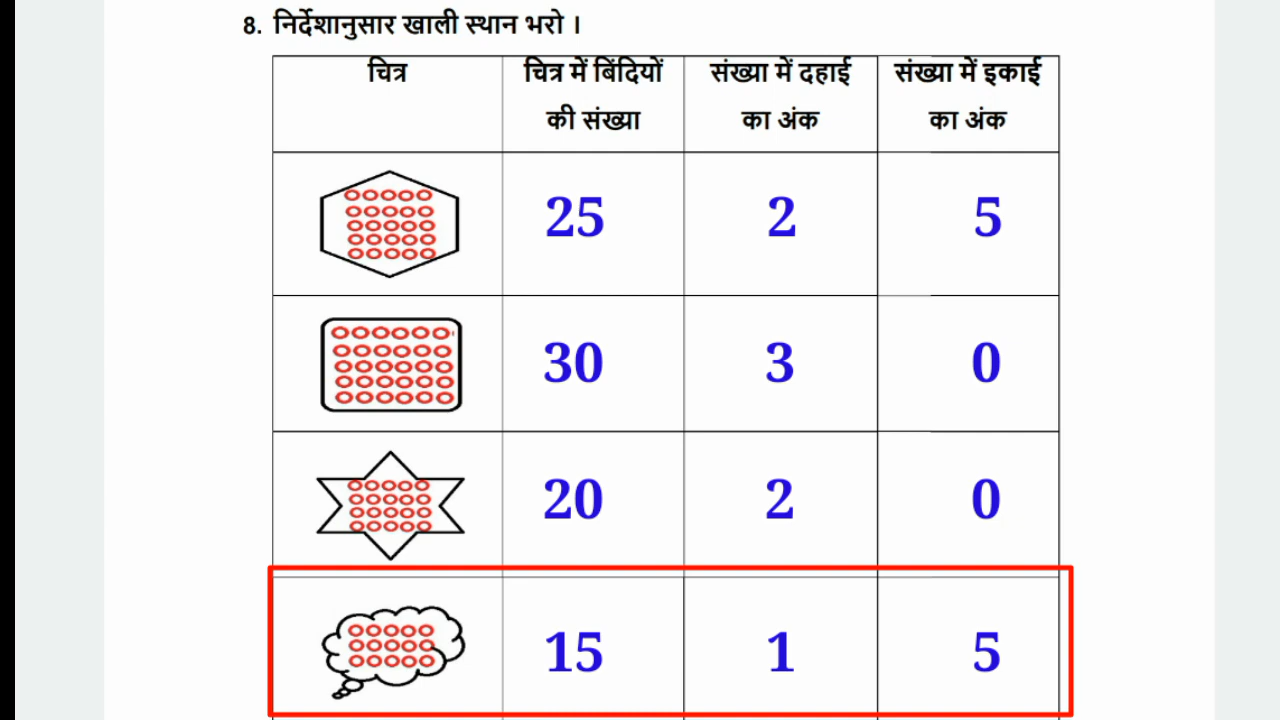 8. निर्देशानुसार खाली स्थान भरो ।
चित्र
चित्र में बिंदियों
की संख्या
संख्या में दहाई
का अंक
संख्या में इकाई
का अंक
25 2 5
30 3 0
20 2 0
15 1 5